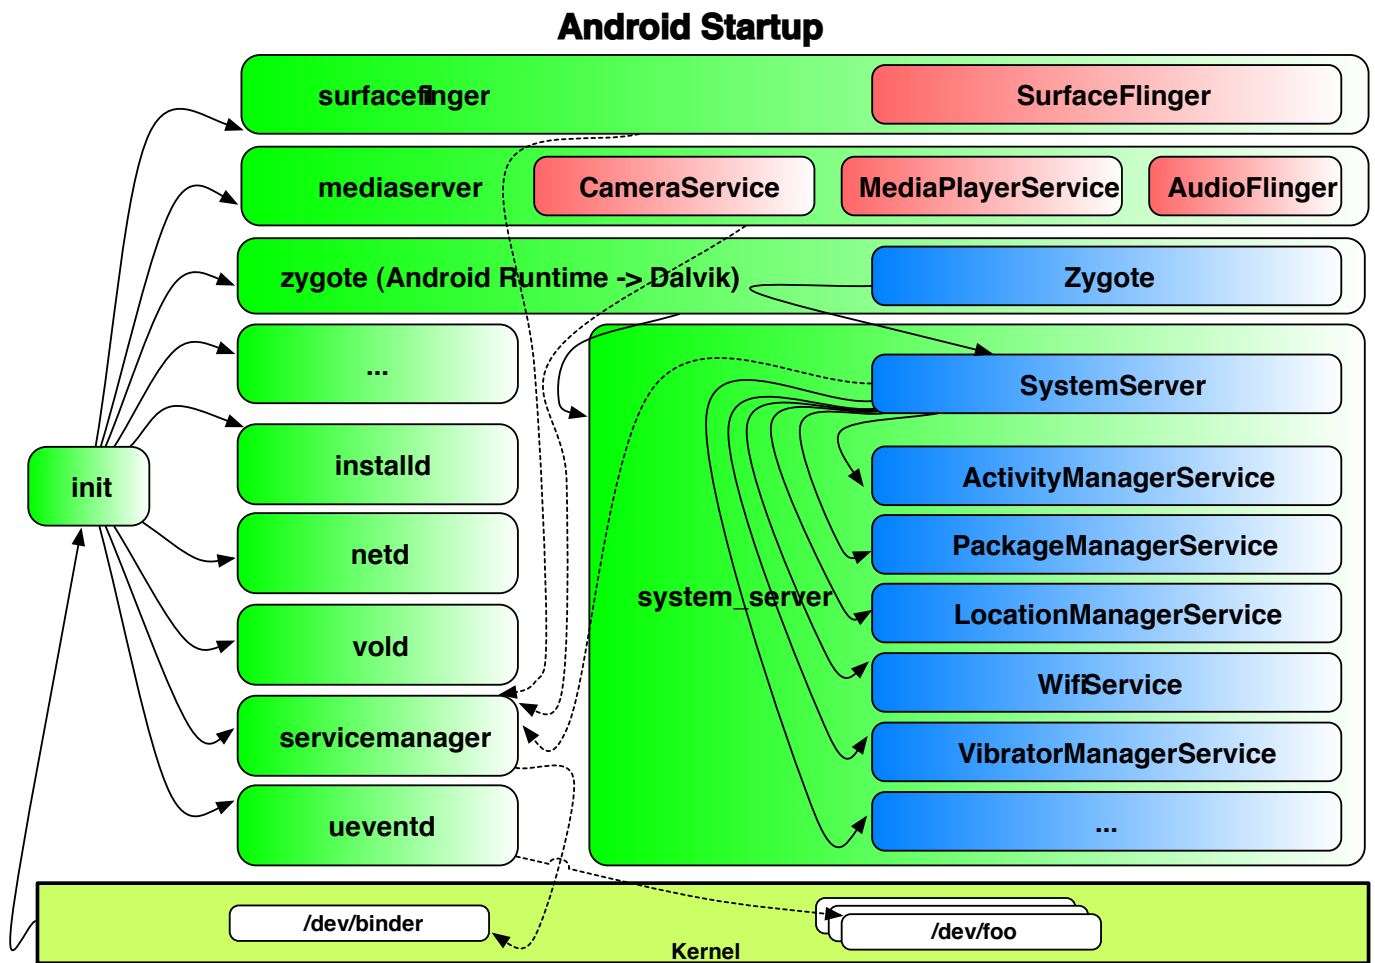 Android Startup
surfaceflinger
SurfaceFlinger
mediaserver
CameraService
MediaPlayerService
AudioFlinger
zygote (Android Runtime -> Dalvik)
Zygote
...
SystemServer
installd
init
ActivityManagerService
netd
PackageManagerService
system_server
LocationManagerService
vold
WifiService
servicemanager
VibratorManagerService
ueventd
...
/dev/binder
/dev/foo
Kernel